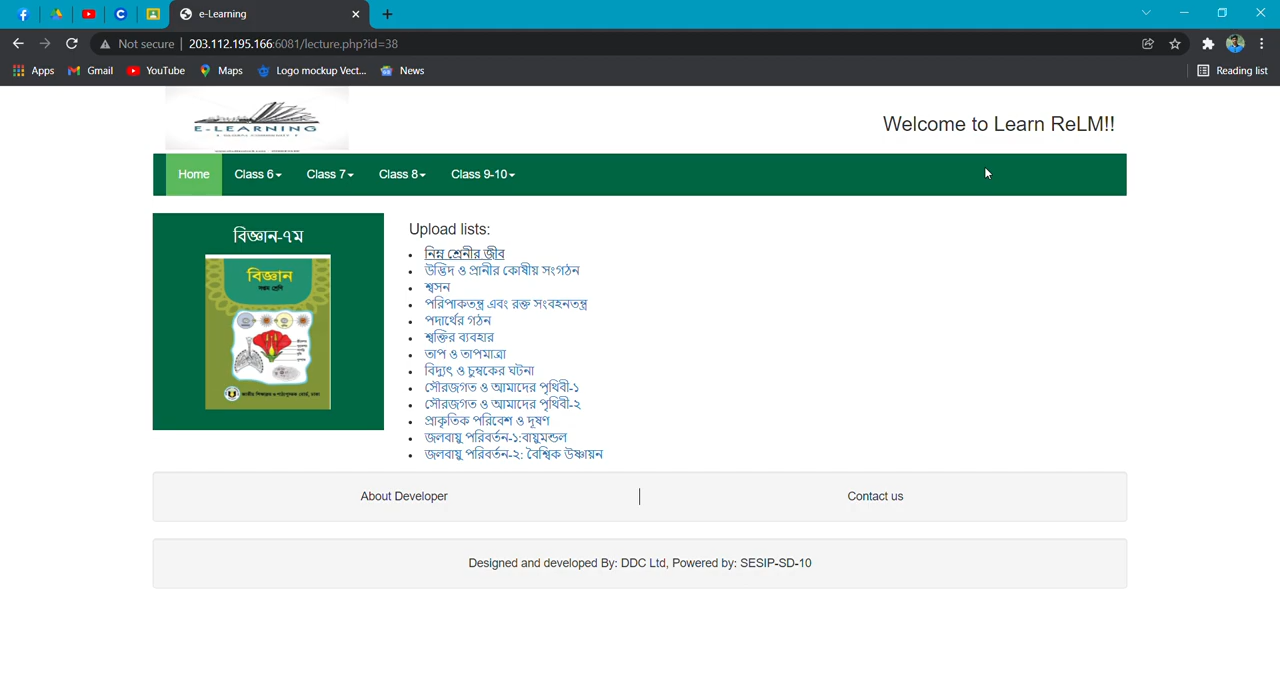 e-Learning
Not secure | 203.112.195.166:6081/lecture.php?id=38
Apps Gmail YouTube Maps Logo mockup Vect... News Reading list
E-LEARNING
Welcome to Learn ReLM!!
Home Class 6 Class 7 Class 8 Class 9-10
বিজ্ঞান-৭ম
বিজ্ঞান
সপ্তম শ্রেণি
Upload lists:
নিম্ন শ্রেনীর জীব
উদ্ভিদ ও প্রানীর কোষীয় সংগঠন
শ্বসন
পরিপাকতন্ত্র এবং রক্ত সংবহনতন্ত্র
পদার্থের গঠন
শ্বক্তির ব্যবহার
তাপ ও তাপমাত্রা
বিদ্যুৎ ও চুম্বকের ঘটনা
সৌরজগত ও আমাদের পৃথিবী-১
সৌরজগত ও আমাদের পৃথিবী-২
প্রাকৃতিক পরিবেশ ও দূষণ
জলবায়ু পরিবর্তন-১:বায়ুমন্ডল
জলবায়ু পরিবর্তন-২: বৈশ্বিক উষ্ণায়ন
About Developer | Contact us
Designed and developed By: DDC Ltd, Powered by: SESIP-SD-10